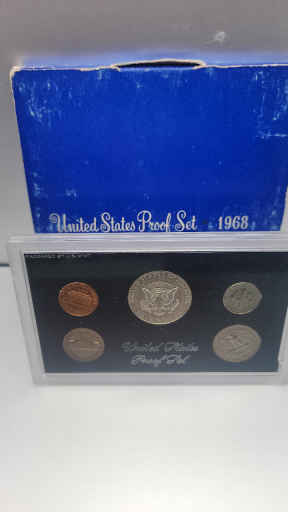 United States Proof Set 1968
United States
Proof Set